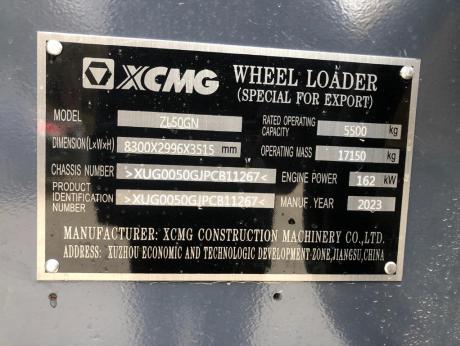 XCMG WHEEL LOADER
(SPECIAL FOR EXPORT)
MODEL ZL50GN RATED OPERATING CAPACITY 5500 kg
DIMENSION(L×W×H) 8300X2996X3515 mm OPERATING MASS 17150 kg
CHASSIS NUMBER >XUG0050GJPCB11267< ENGINE POWER 162 kW
PRODUCT IDENTIFICATION NUMBER >XUG0050GJPCB11267< MANUF. YEAR 2023
MANUFACTURER: XCMG CONSTRUCTION MACHINERY CO.,LTD.
ADDRESS: XUZHOU ECONOMIC AND TECHNOLOGIC DEVELOPMENT ZONE,JIANGSU,CHINA